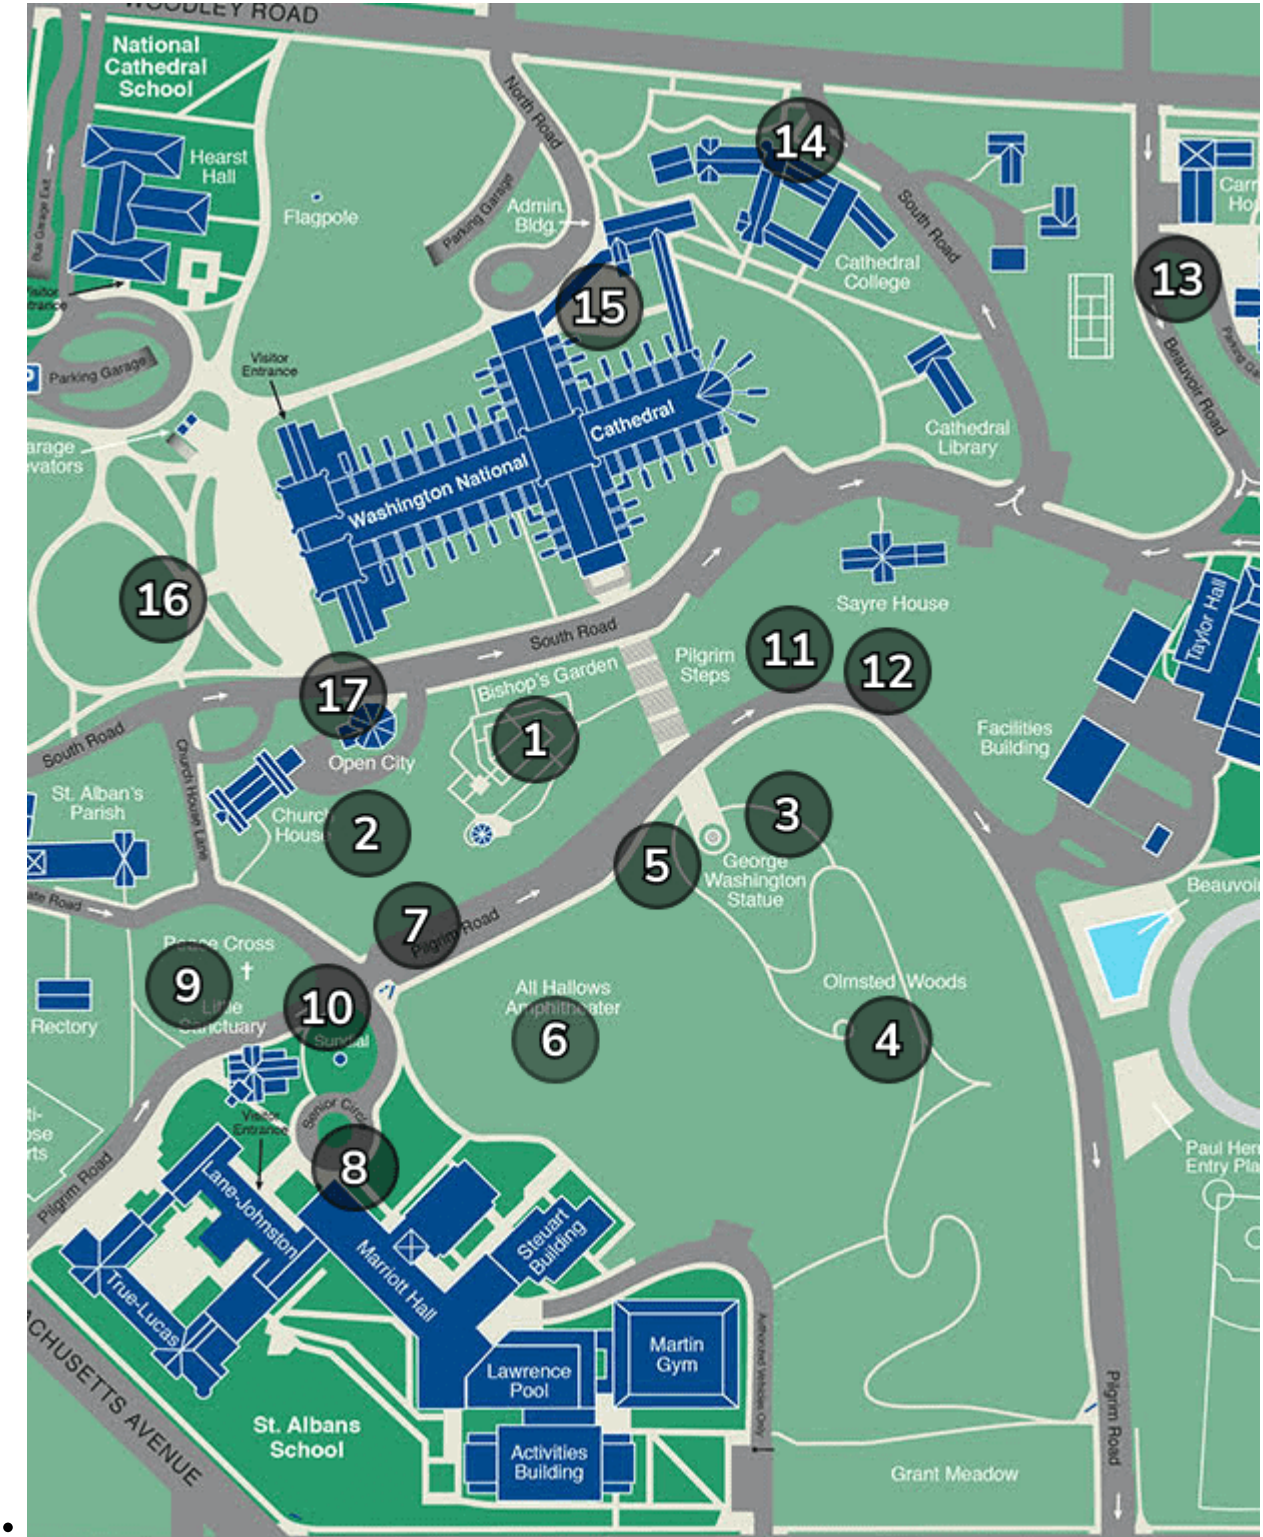 WOODLEY ROAD
National
Cathedral
School
North Road
14
Hearst
Hall
Bus Garage Exit
Flagpole
Parking Garage
Admin.
Bldg.
South Road
Cathedral
College
13
15
Visitor
Entrance
Parking Garage
Beauvoir Road
Washington National
Cathedral
Cathedral
Library
16
Sayre House
Taylor Hall
South Road
Pilgrim
Steps
11
12
17
Bishop's Garden
1
South Road
Church House Lane
Open City
Facilities
Building
St. Alban's
Parish
Church
House
2
3
5
George
Washington
Statue
7
Pilgrim Road
Peace Cross
9
Little
Sanctuary
10
Sundial
Rectory
All Hallows
Amphitheater
6
Olmsted Woods
4
Senior Circle
Visitor
Entrance
8
Pilgrim Road
Lane-Johnston
True-Lucas
Marriott Hall
Steuart
Building
Martin
Gym
Lawrence
Pool
Activities
Building
Authorized Vehicles Only
St. Albans
School
Pilgrim Road
Grant Meadow